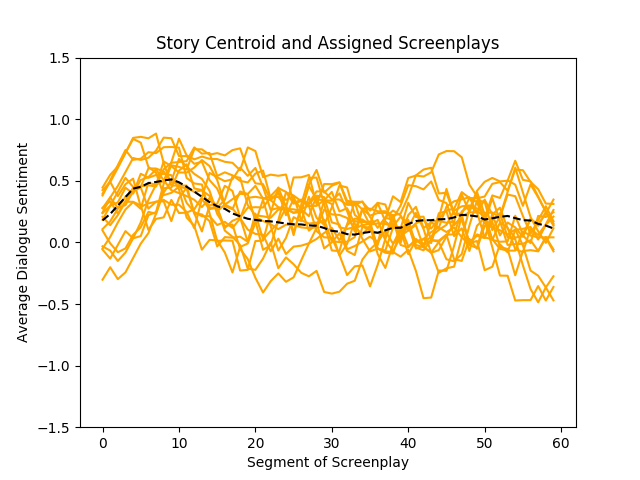 Story Centroid and Assigned Screenplays
1.5
1.0
0.5
0.0
−0.5
−1.0
−1.5
Average Dialogue Sentiment
0 10 20 30 40 50 60
Segment of Screenplay